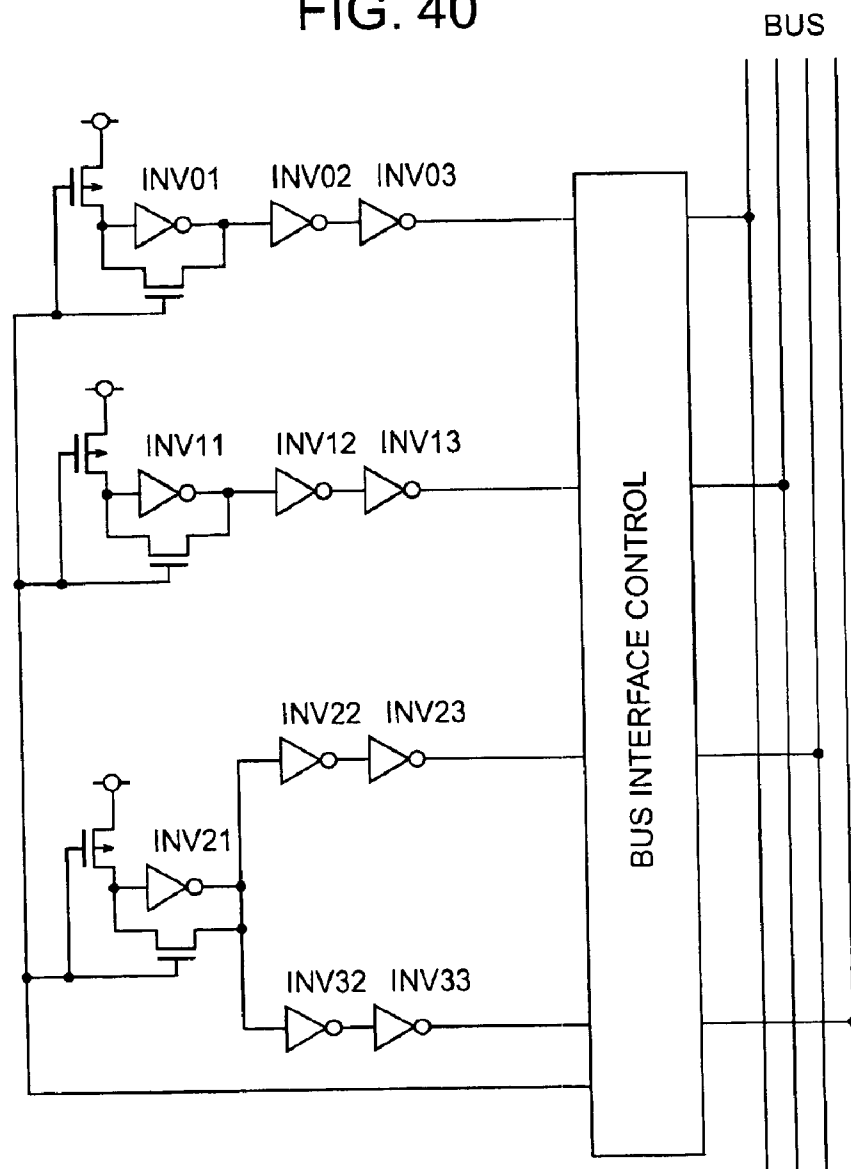 FIG. 40
BUS
INV01 INV02 INV03
INV11 INV12 INV13
INV22 INV23
INV21
INV32 INV33
BUS INTERFACE CONTROL